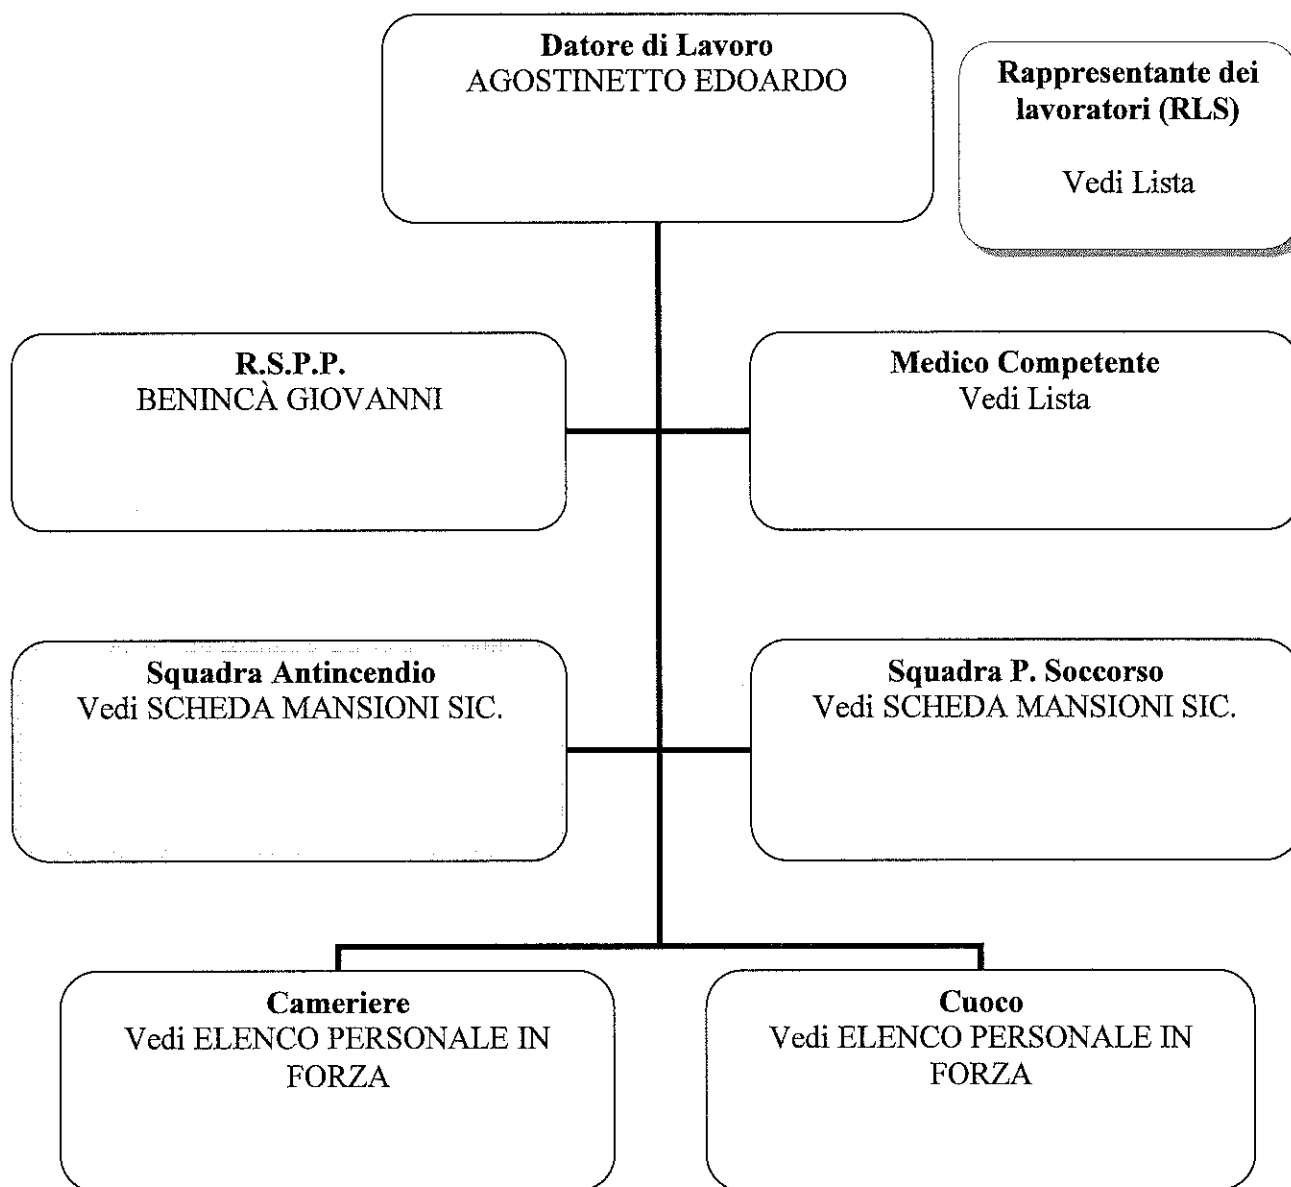 Datore di Lavoro
AGOSTINETTO EDOARDO
Rappresentante dei
lavoratori (RLS)
Vedi Lista
R.S.P.P.
BENINCÀ GIOVANNI
Medico Competente
Vedi Lista
Squadra Antincendio
Vedi SCHEDA MANSIONI SIC.
Squadra P. Soccorso
Vedi SCHEDA MANSIONI SIC.
Cameriere
Vedi ELENCO PERSONALE IN
FORZA
Cuoco
Vedi ELENCO PERSONALE IN
FORZA